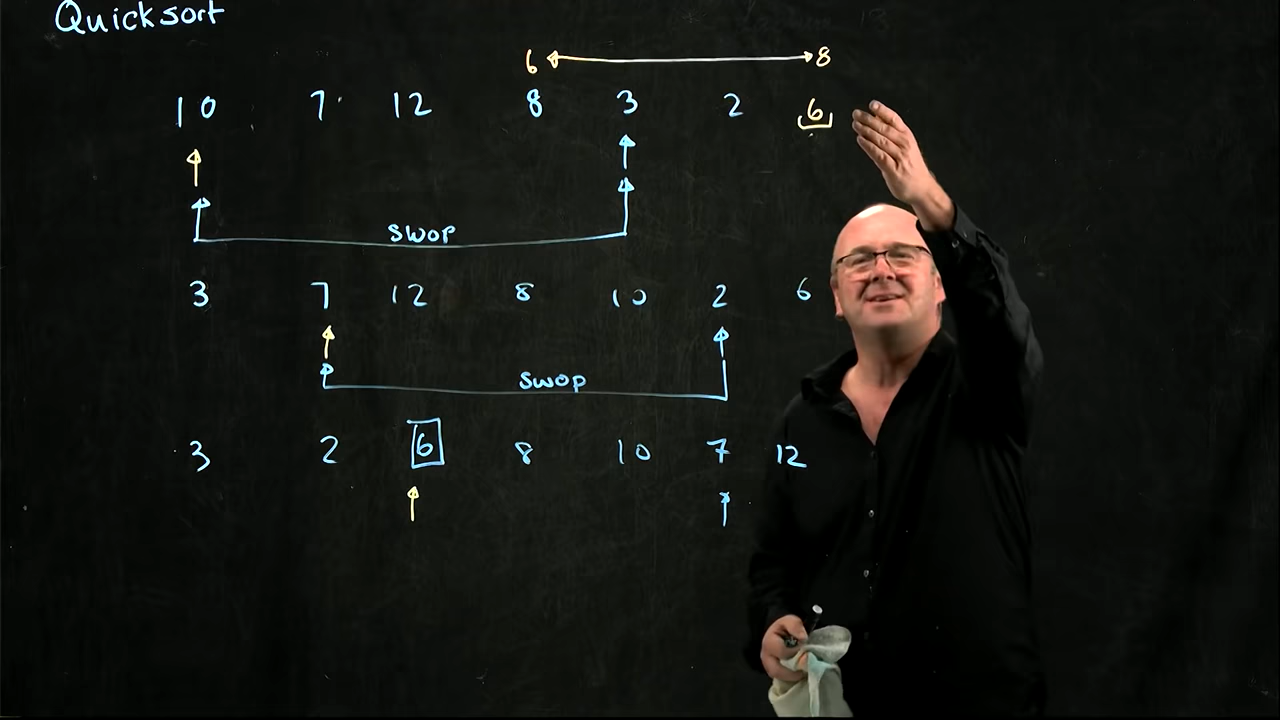 Quicksort
6 8
10 7 12 8 3 2 6
swop
3 7 12 8 10 2 6
swop
3 2 6 8 10 7 12